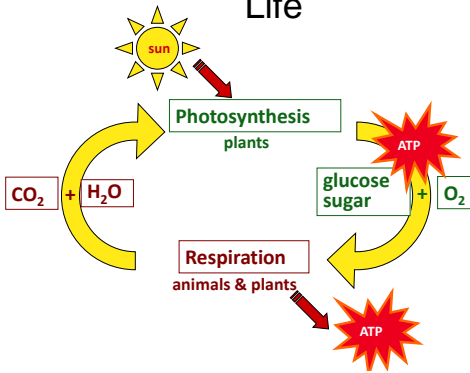 Life
sun
Photosynthesis
plants
ATP
CO₂ + H₂O
glucose
sugar + O₂
Respiration
animals & plants
ATP